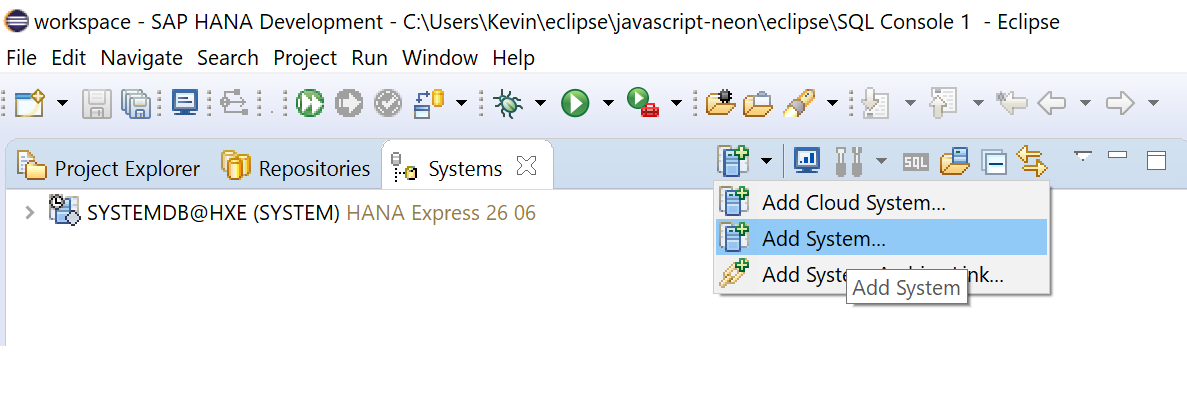 workspace - SAP HANA Development - C:\Users\Kevin\eclipse\javascript-neon\eclipse\SQL Console 1 - Eclipse
File Edit Navigate Search Project Run Window Help
Project Explorer Repositories Systems SQL
SYSTEMDB@HXE (SYSTEM) HANA Express 26 06
Add Cloud System...
Add System...
Add
Add System